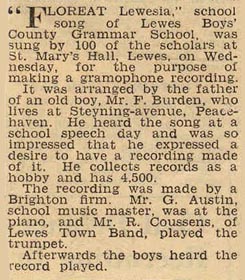 "FLOREAT Lewesia," school
song of Lewes Boys'
County Grammar School, was
sung by 100 of the scholars at
St. Mary's Hall, Lewes, on Wed-
nesday, for the purpose of
making a gramophone recording.
It was arranged by the father
of an old boy, Mr. F. Burden, who
lives at Steyning-avenue, Peace-
haven. He heard the song at a
school speech day and was so
impressed that he expressed a
desire to have a recording made
of it. He collects records as a
hobby and has 4,500.
The recording was made by a
Brighton firm. Mr. G. Austin,
school music master, was at the
piano, and Mr. R. Coussens, of
Lewes Town Band, played the
trumpet.
Afterwards the boys heard the
record played.